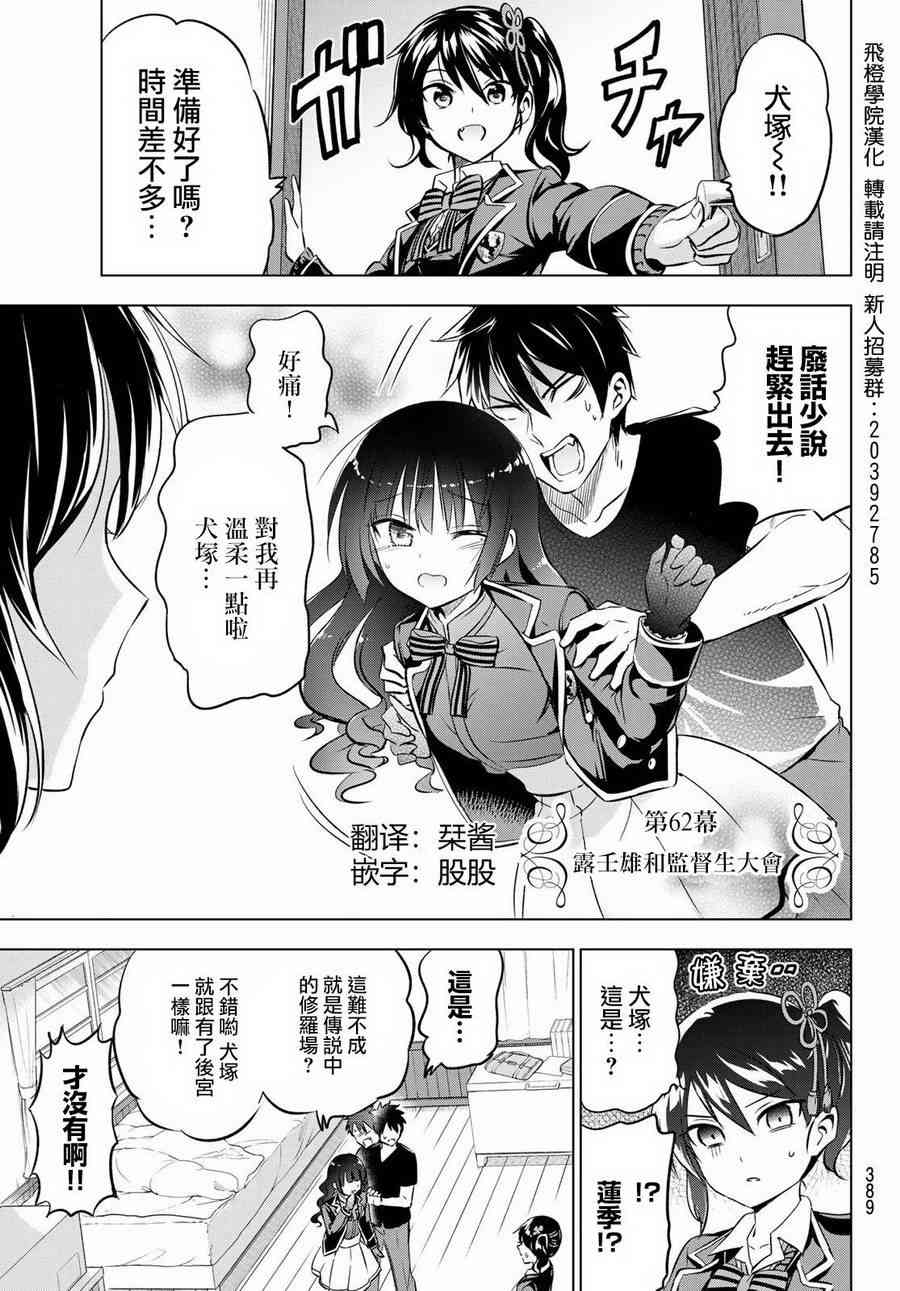 飛橙學院漢化 轉載請注明 新人招募群：203927785
犬塚～!!
ガチャ
準備好了嗎?
時間差不多…
廢話少說
趕緊出去！
好痛！
對我再
溫柔一點啦
犬塚…
第62幕
露壬雄和監督生大會
翻译：栞酱
嵌字：股股
嫌棄…
犬塚…
這是…?
!?
蓮季!?
這是…
這難不成
就是傳説中
的修羅場?
不錯喲 犬塚
就跟有了後宮
一樣嘛！
才沒有啊!!
389